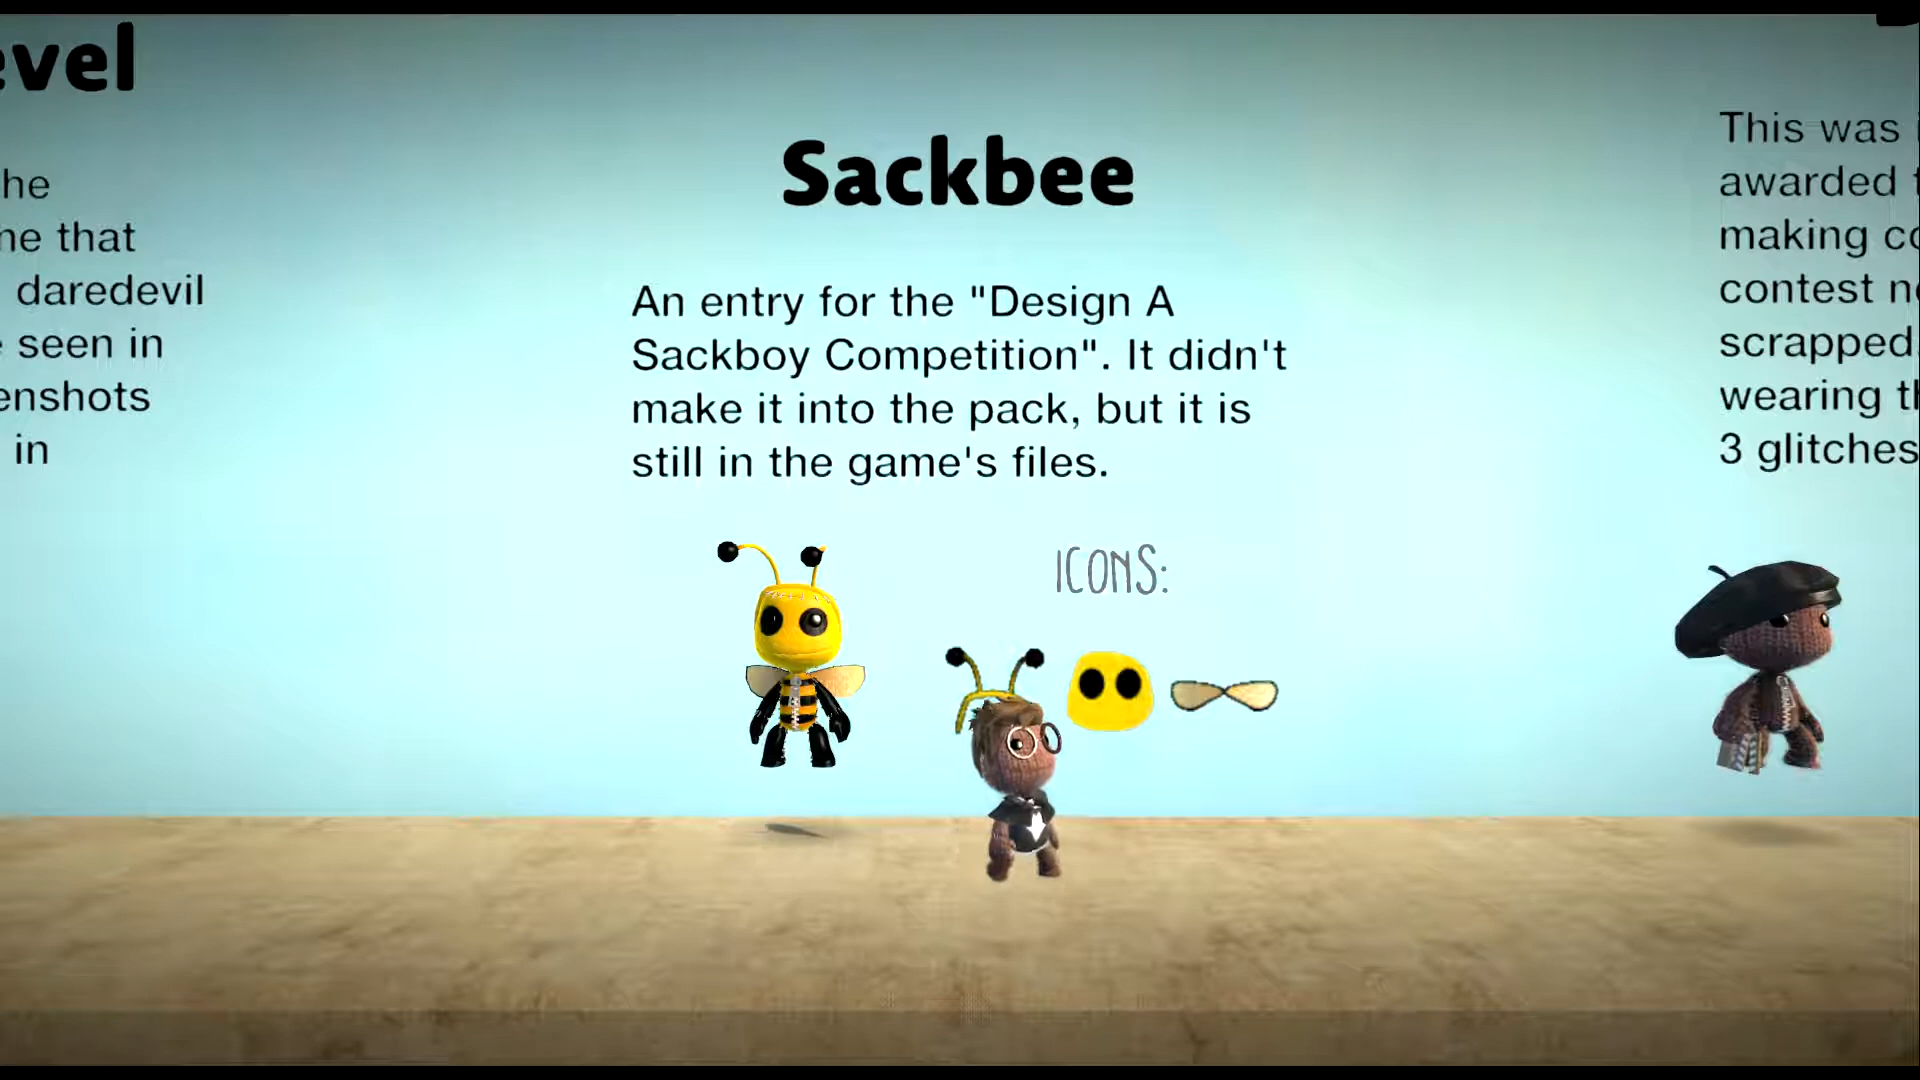 evel
he
ne that
daredevil
seen in
enshots
in
Sackbee
An entry for the "Design A
Sackboy Competition". It didn't
make it into the pack, but it is
still in the game's files.
ICONS:
This was
awarded
making co
contest n
scrapped.
wearing th
3 glitches